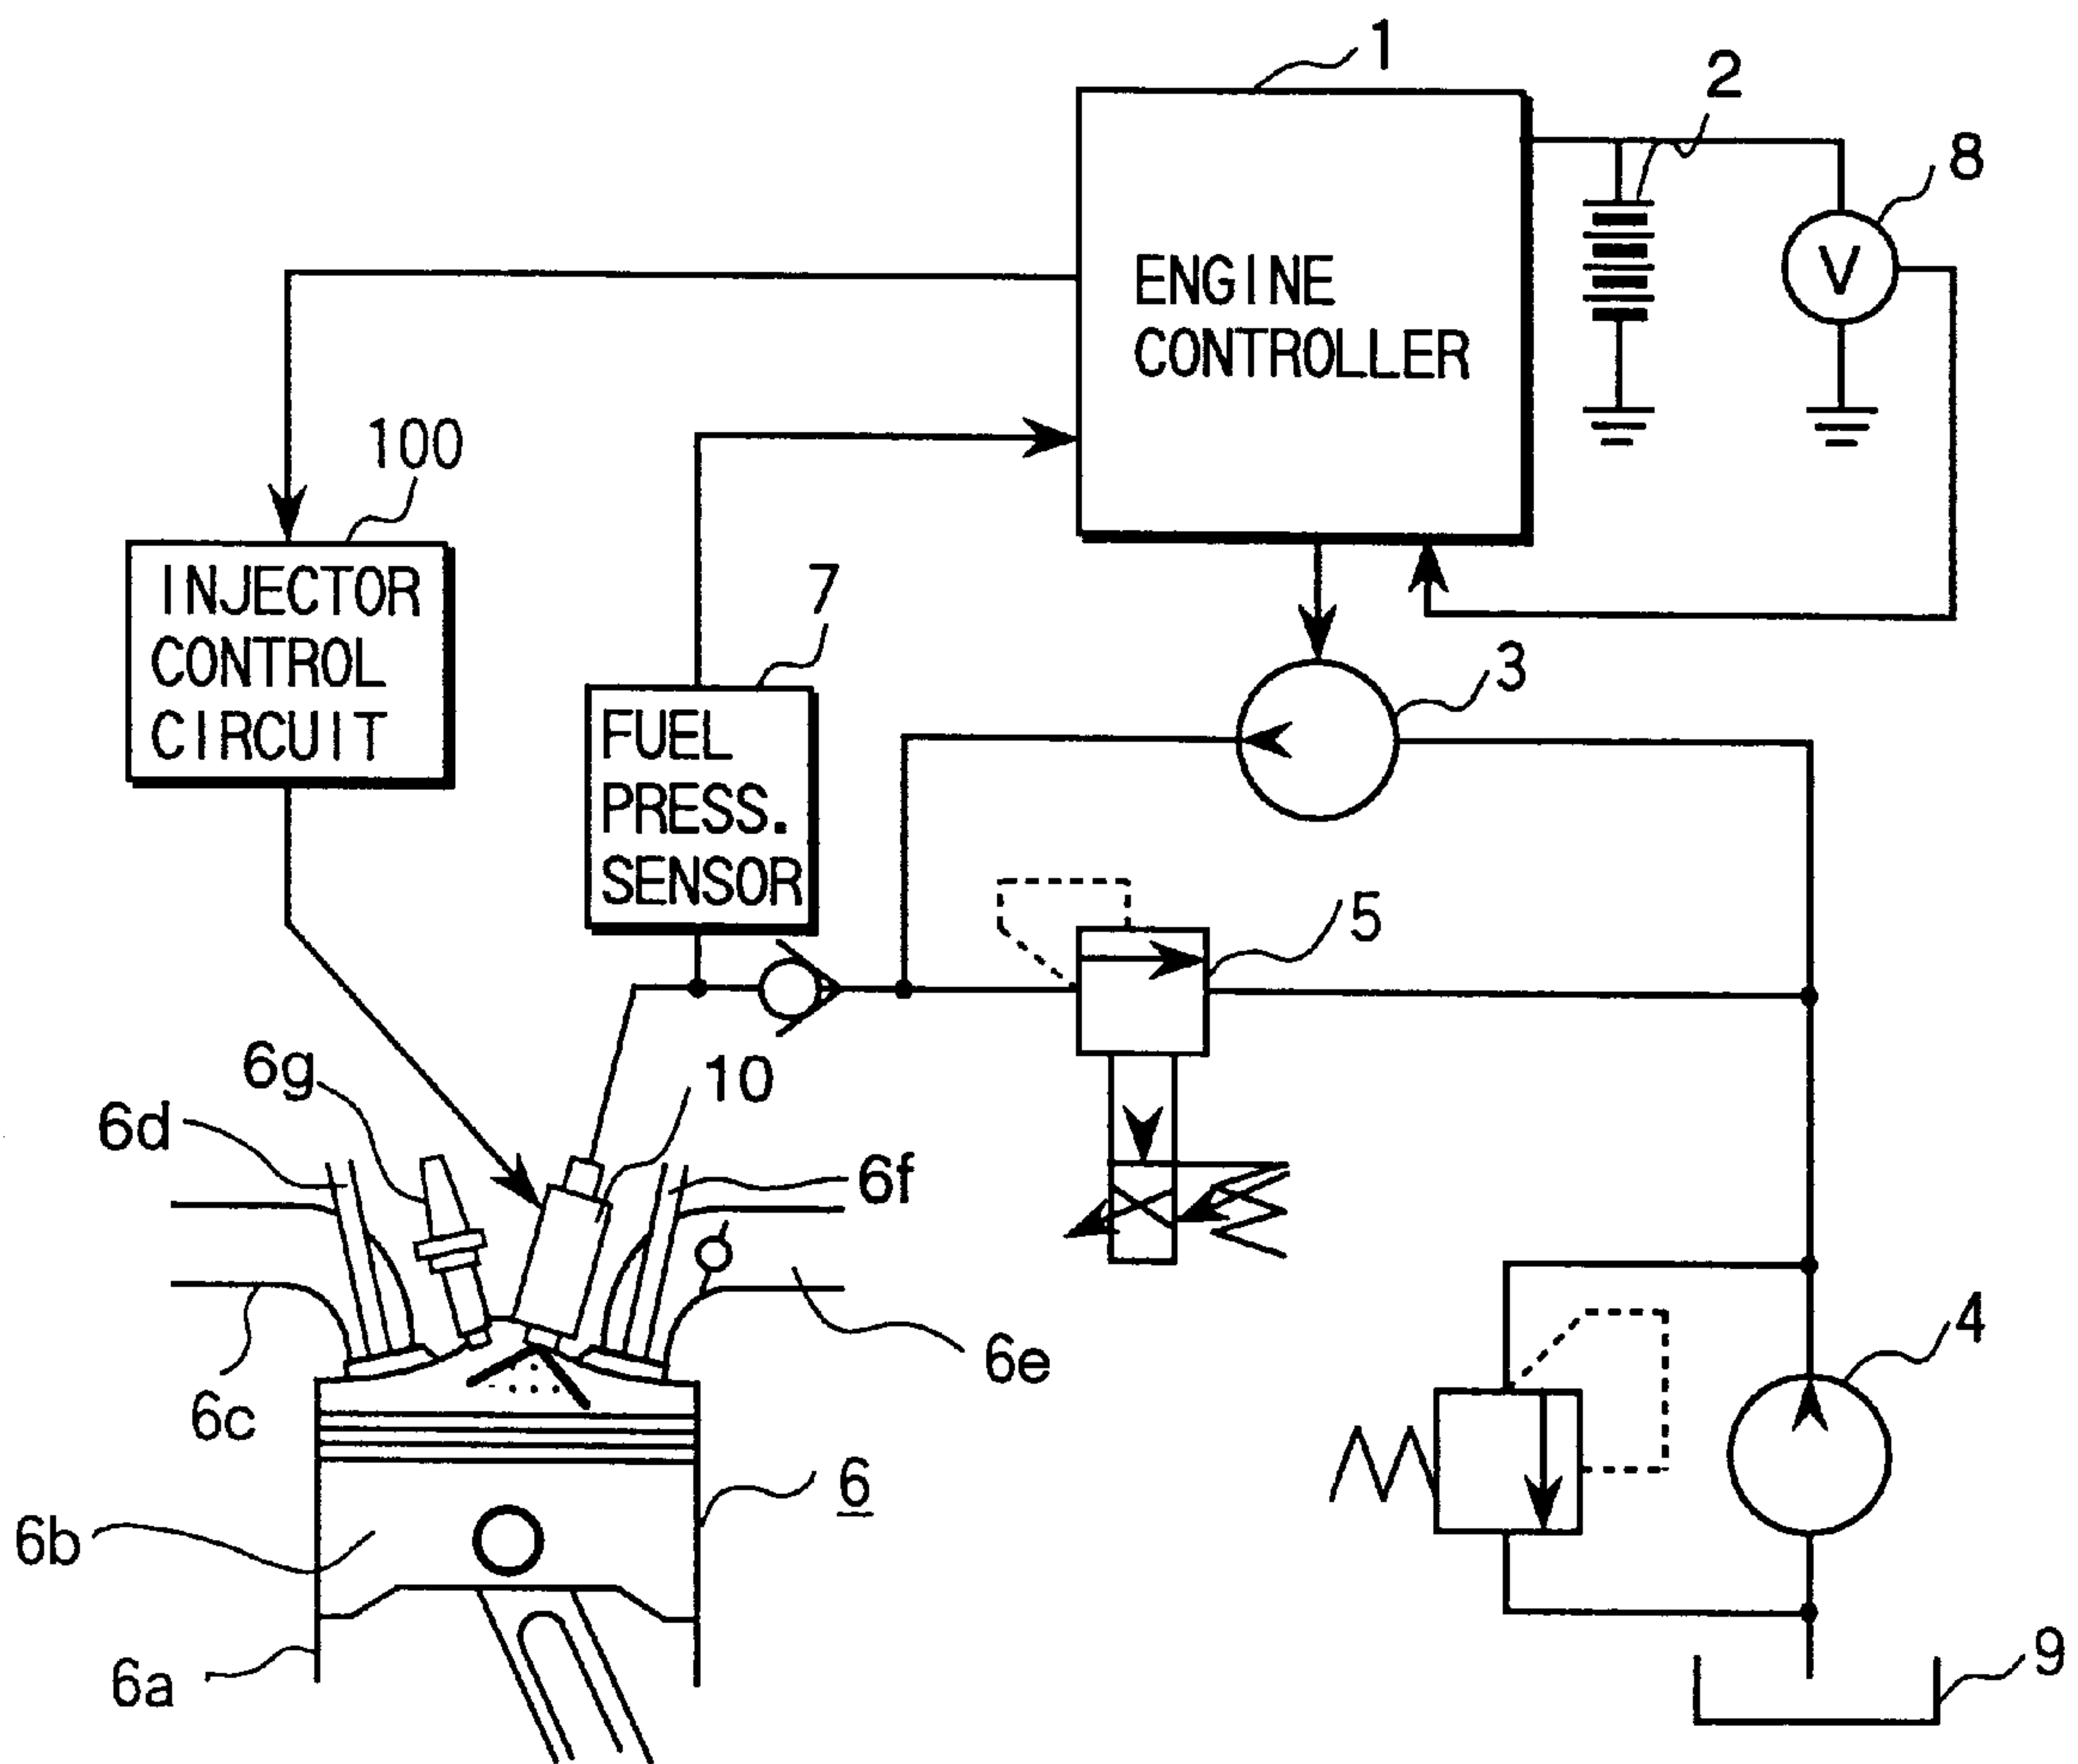 1
2
8
ENGINE
CONTROLLER
V
100
INJECTOR
CONTROL
CIRCUIT
7
FUEL
PRESS.
SENSOR
3
5
10
6g
6d
6f
6e
6c
4
6
6b
6a
9